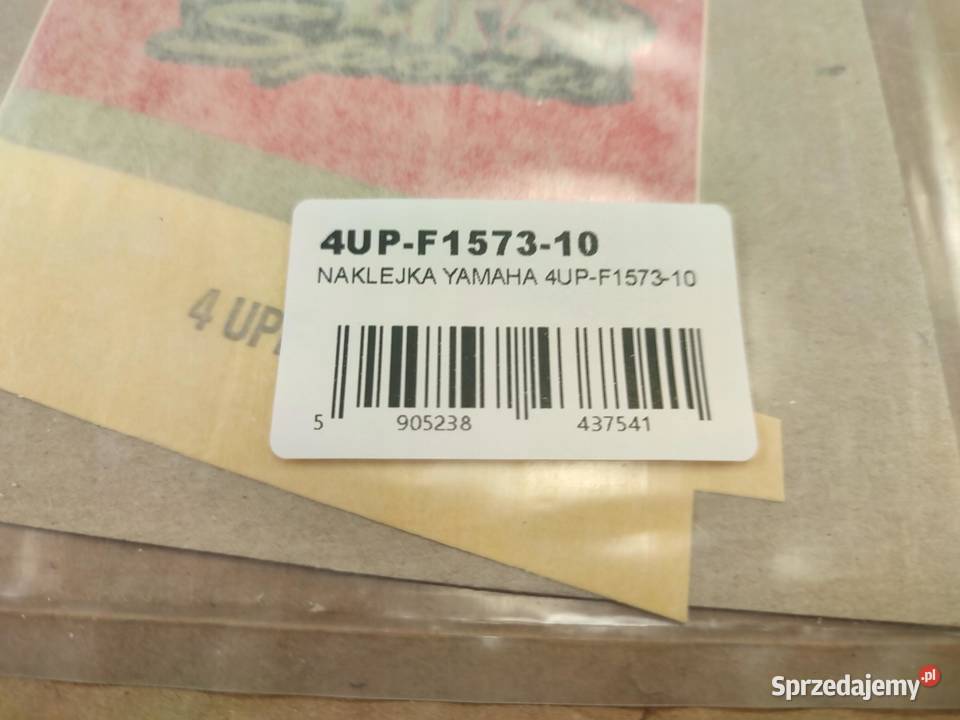 4UP-F1573-10
NAKLEJKA YAMAHA 4UP-F1573-10
4 UP
5 905238 437541
Sprzedajemy.pl